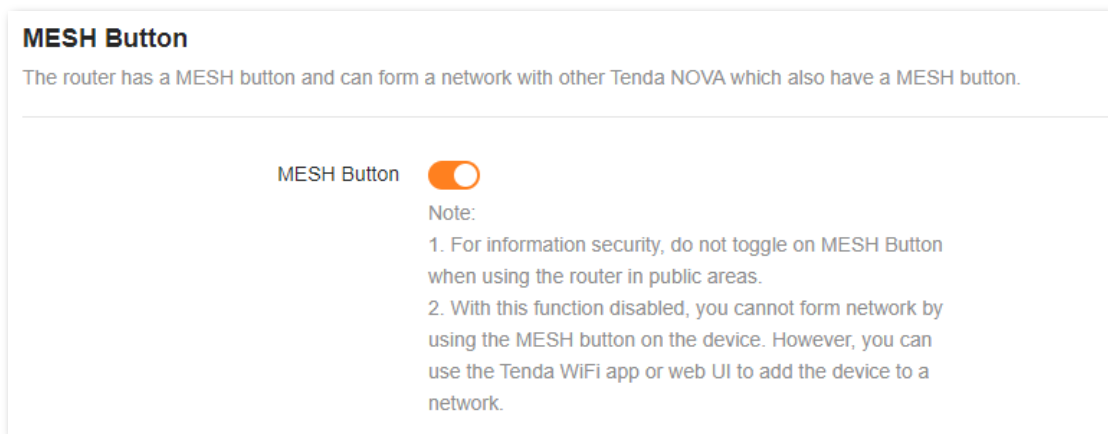 MESH Button
The router has a MESH button and can form a network with other Tenda NOVA which also have a MESH button.
MESH Button
Note:
1. For information security, do not toggle on MESH Button
when using the router in public areas.
2. With this function disabled, you cannot form network by
using the MESH button on the device. However, you can
use the Tenda WiFi app or web UI to add the device to a
network.